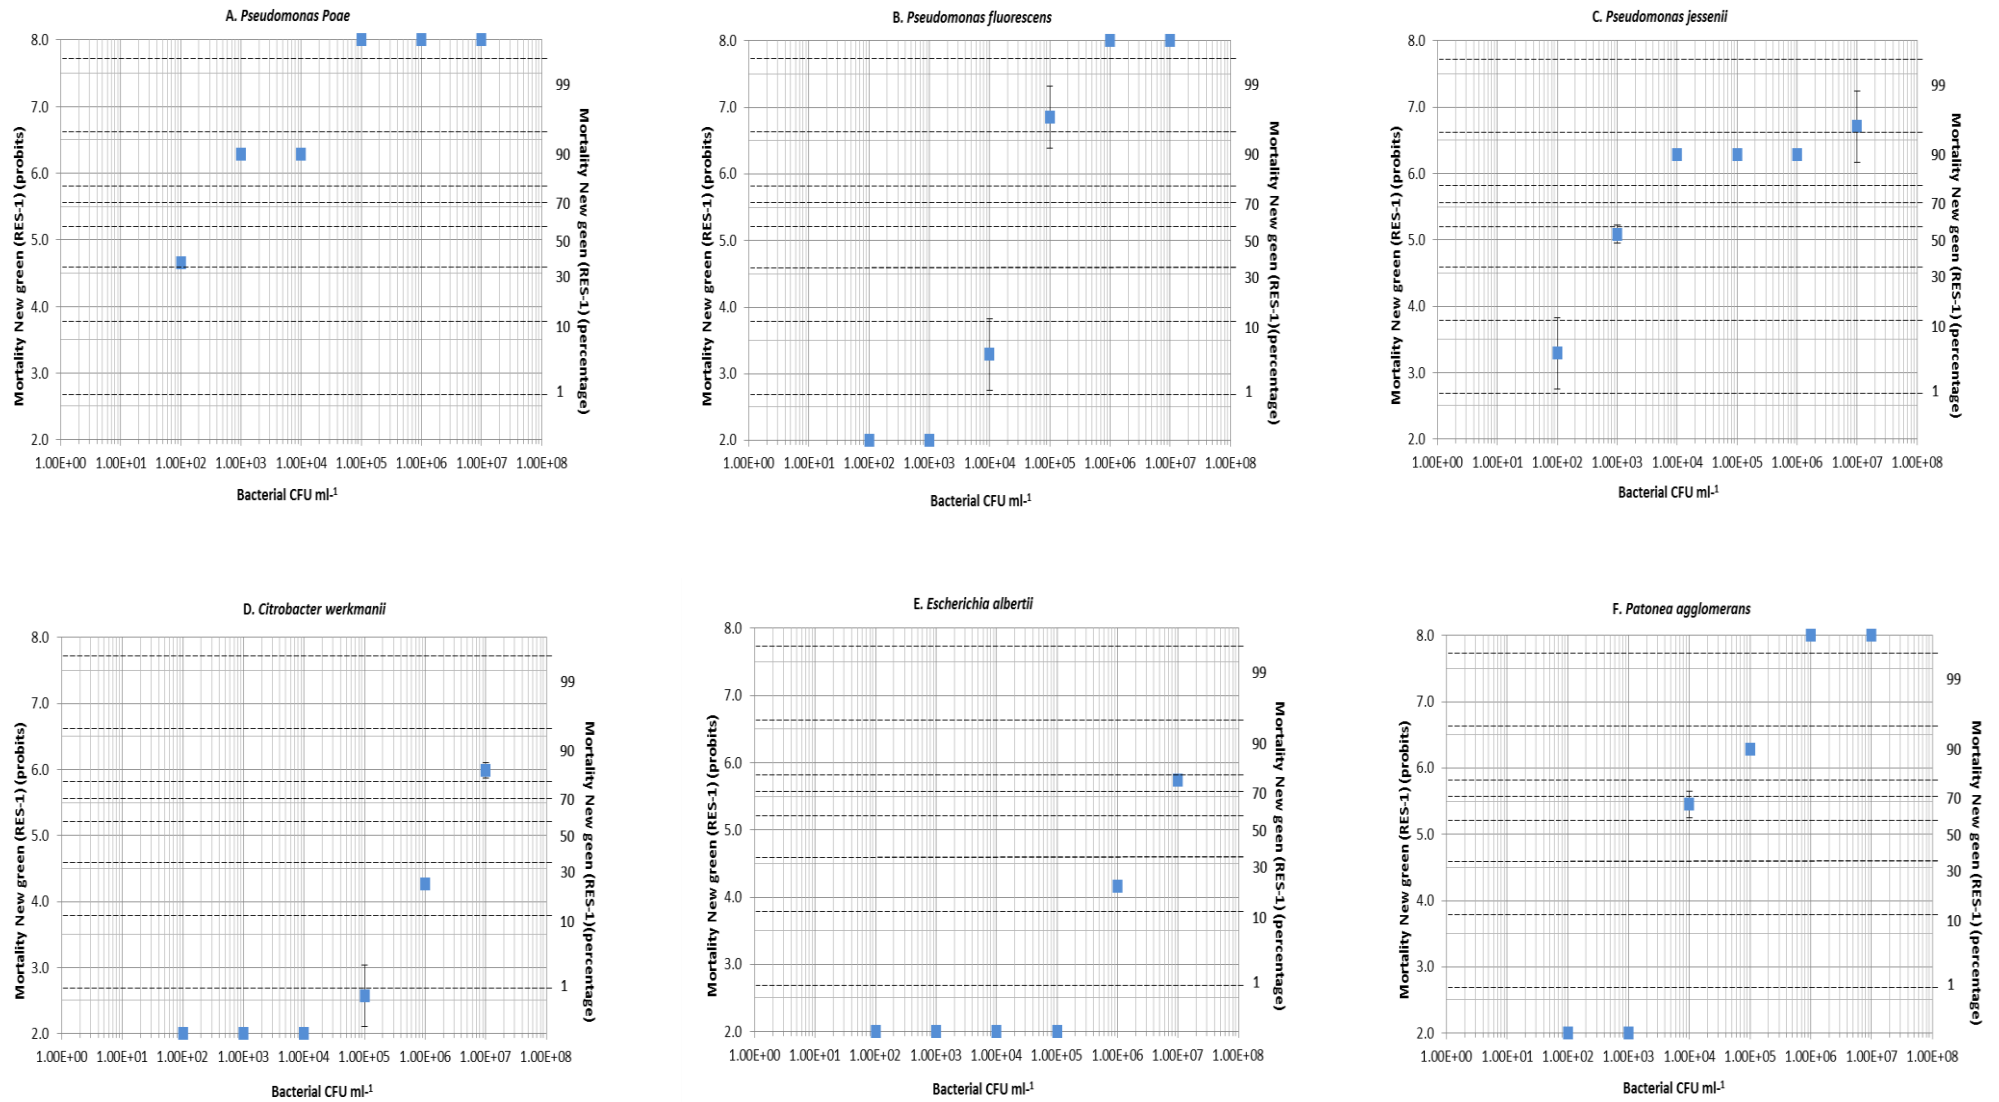 A. Pseudomonas Poae
8.0
7.0
6.0
5.0
4.0
3.0
2.0
Mortality New green (RES-1) (probits)
99
90
70
50
30
10
1
Mortality New geen (RES-1) (percentage)
1.00E+00 1.00E+01 1.00E+02 1.00E+03 1.00E+04 1.00E+05 1.00E+06 1.00E+07 1.00E+08
Bacterial CFU ml-1
B. Pseudomonas fluorescens
8.0
7.0
6.0
5.0
4.0
3.0
2.0
Mortality New green (RES-1) (probits)
99
90
70
50
30
10
1
Mortality New geen (RES-1)(percentage)
1.00E+00 1.00E+01 1.00E+02 1.00E+03 1.00E+04 1.00E+05 1.00E+06 1.00E+07 1.00E+08
Bacterial CFU ml-1
C. Pseudomonas jessenii
8.0
7.0
6.0
5.0
4.0
3.0
2.0
Mortality New green (RES-1) (probits)
99
90
70
50
30
10
1
Mortality New geen (RES-1) (percentage)
1.00E+00 1.00E+01 1.00E+02 1.00E+03 1.00E+04 1.00E+05 1.00E+06 1.00E+07 1.00E+08
Bacterial CFU ml-1
D. Citrobacter werkmanii
8.0
7.0
6.0
5.0
4.0
3.0
2.0
Mortality New green (RES-1) (probits)
99
90
70
50
30
10
1
Mortality New geen (RES-1)(percentage)
1.00E+00 1.00E+01 1.00E+02 1.00E+03 1.00E+04 1.00E+05 1.00E+06 1.00E+07 1.00E+08
Bacterial CFU ml-1
E. Escherichia albertii
8.0
7.0
6.0
5.0
4.0
3.0
2.0
Mortality New green (RES-1) (probits)
99
90
70
50
30
10
1
Mortality New geen (RES-1) (percentage)
1.00E+00 1.00E+01 1.00E+02 1.00E+03 1.00E+04 1.00E+05 1.00E+06 1.00E+07 1.00E+08
Bacterial CFU ml-1
F. Patonea agglomerans
8.0
7.0
6.0
5.0
4.0
3.0
2.0
Mortality New green (RES-1) (probits)
99
90
70
50
30
10
1
Mortality New geen (RES-1) (percentage)
1.00E+00 1.00E+01 1.00E+02 1.00E+03 1.00E+04 1.00E+05 1.00E+06 1.00E+07 1.00E+08
Bacterial CFU ml-1